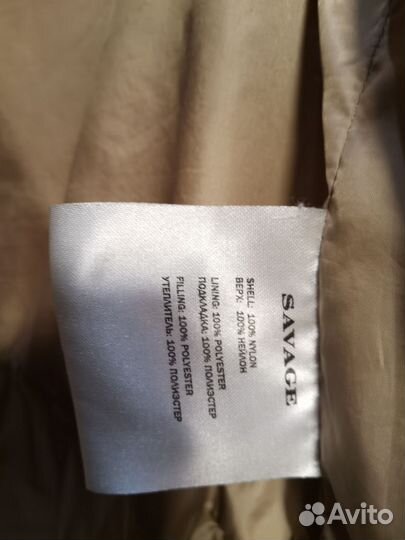 SAVAGE
SHELL: 100% NYLON
ВЕРХ: 100% НЕЙЛОН
LINING: 100% POLYESTER
ПОДКЛАДКА: 100% ПОЛИЭСТЕР
FILLING: 100% POLYESTER
УТЕПЛИТЕЛЬ: 100% ПОЛИЭСТЕР
Avito